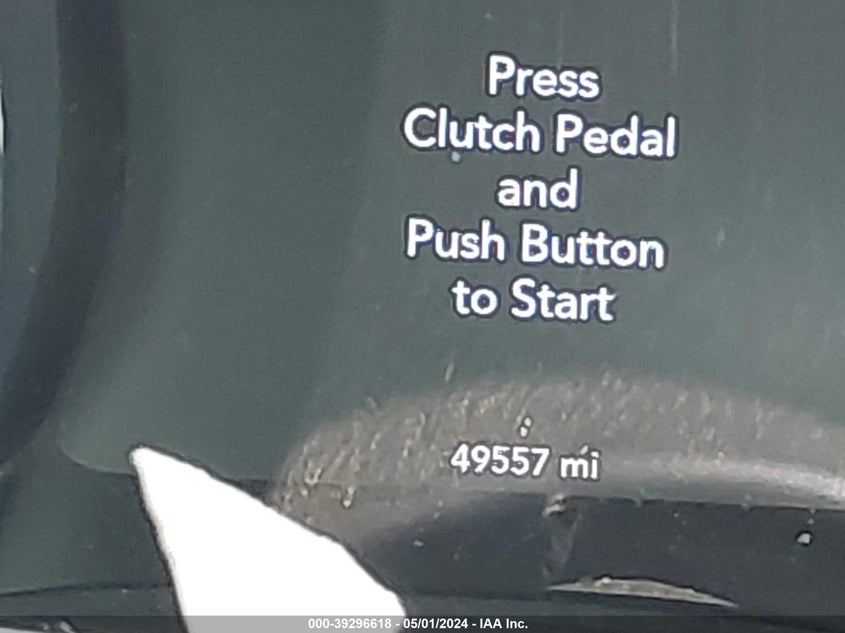 Press
Clutch Pedal
and
Push Button
to Start
49557 mi
000-39296618 - 05/01/2024 - IAA Inc.